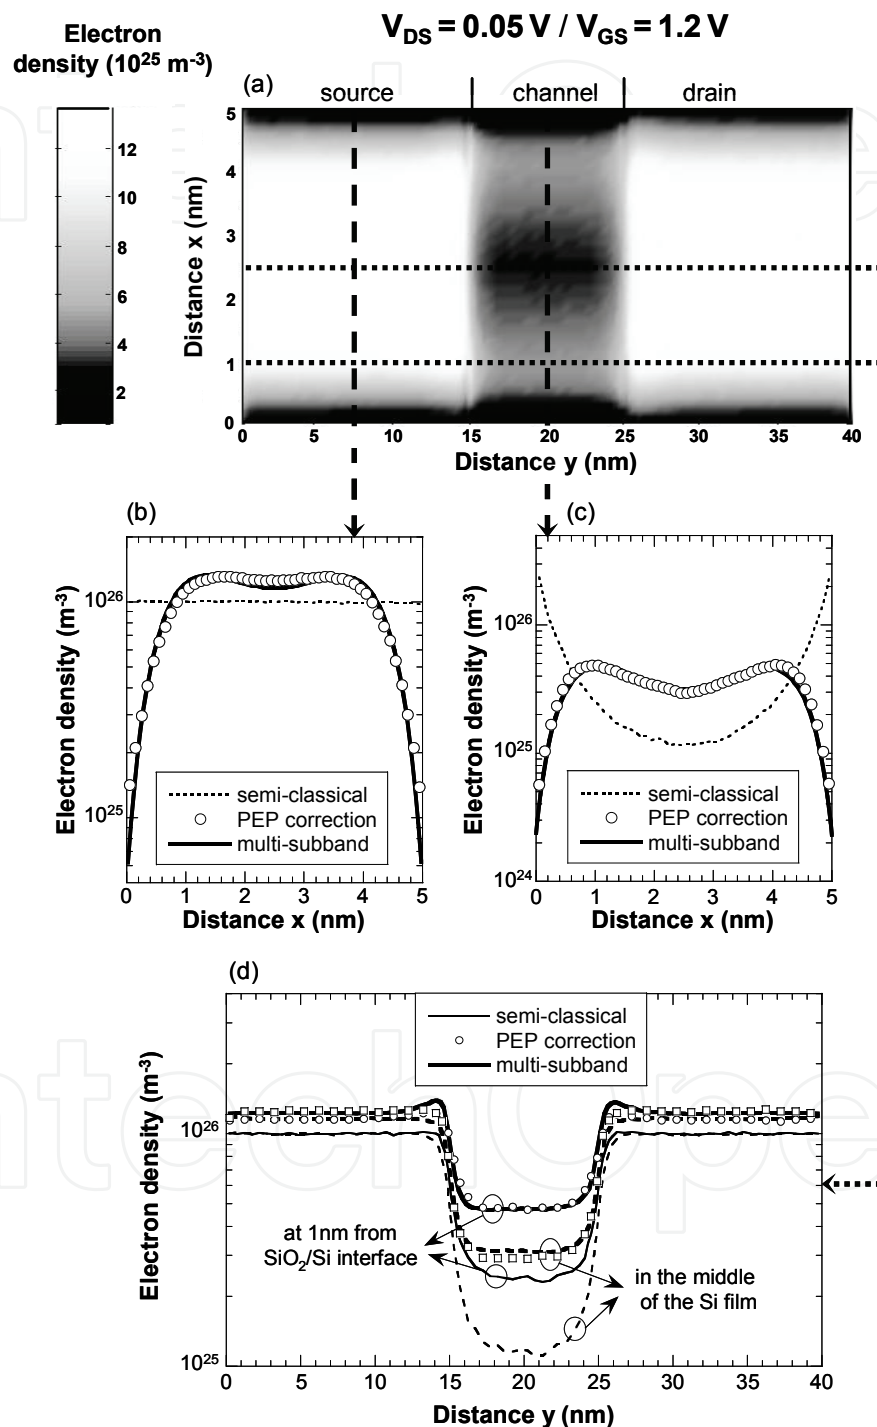 V_DS = 0.05 V / V_GS = 1.2 V
Electron
density (10^25 m^-3)
(a)
source
channel
drain
12
10
8
6
4
2
Distance x (nm)
5
4
3
2
1
0
0
5
10
15
20
25
30
35
40
Distance y (nm)
(b)
Electron density (m^-3)
10^26
10^25
semi-classical
PEP correction
multi-subband
0
1
2
3
4
5
Distance x (nm)
(c)
Electron density (m^-3)
10^26
10^25
10^24
semi-classical
PEP correction
multi-subband
0
1
2
3
4
5
Distance x (nm)
(d)
Electron density (m^-3)
10^26
10^25
semi-classical
PEP correction
multi-subband
at 1nm from
SiO_2/Si interface
in the middle
of the Si film
0
5
10
15
20
25
30
35
40
Distance y (nm)